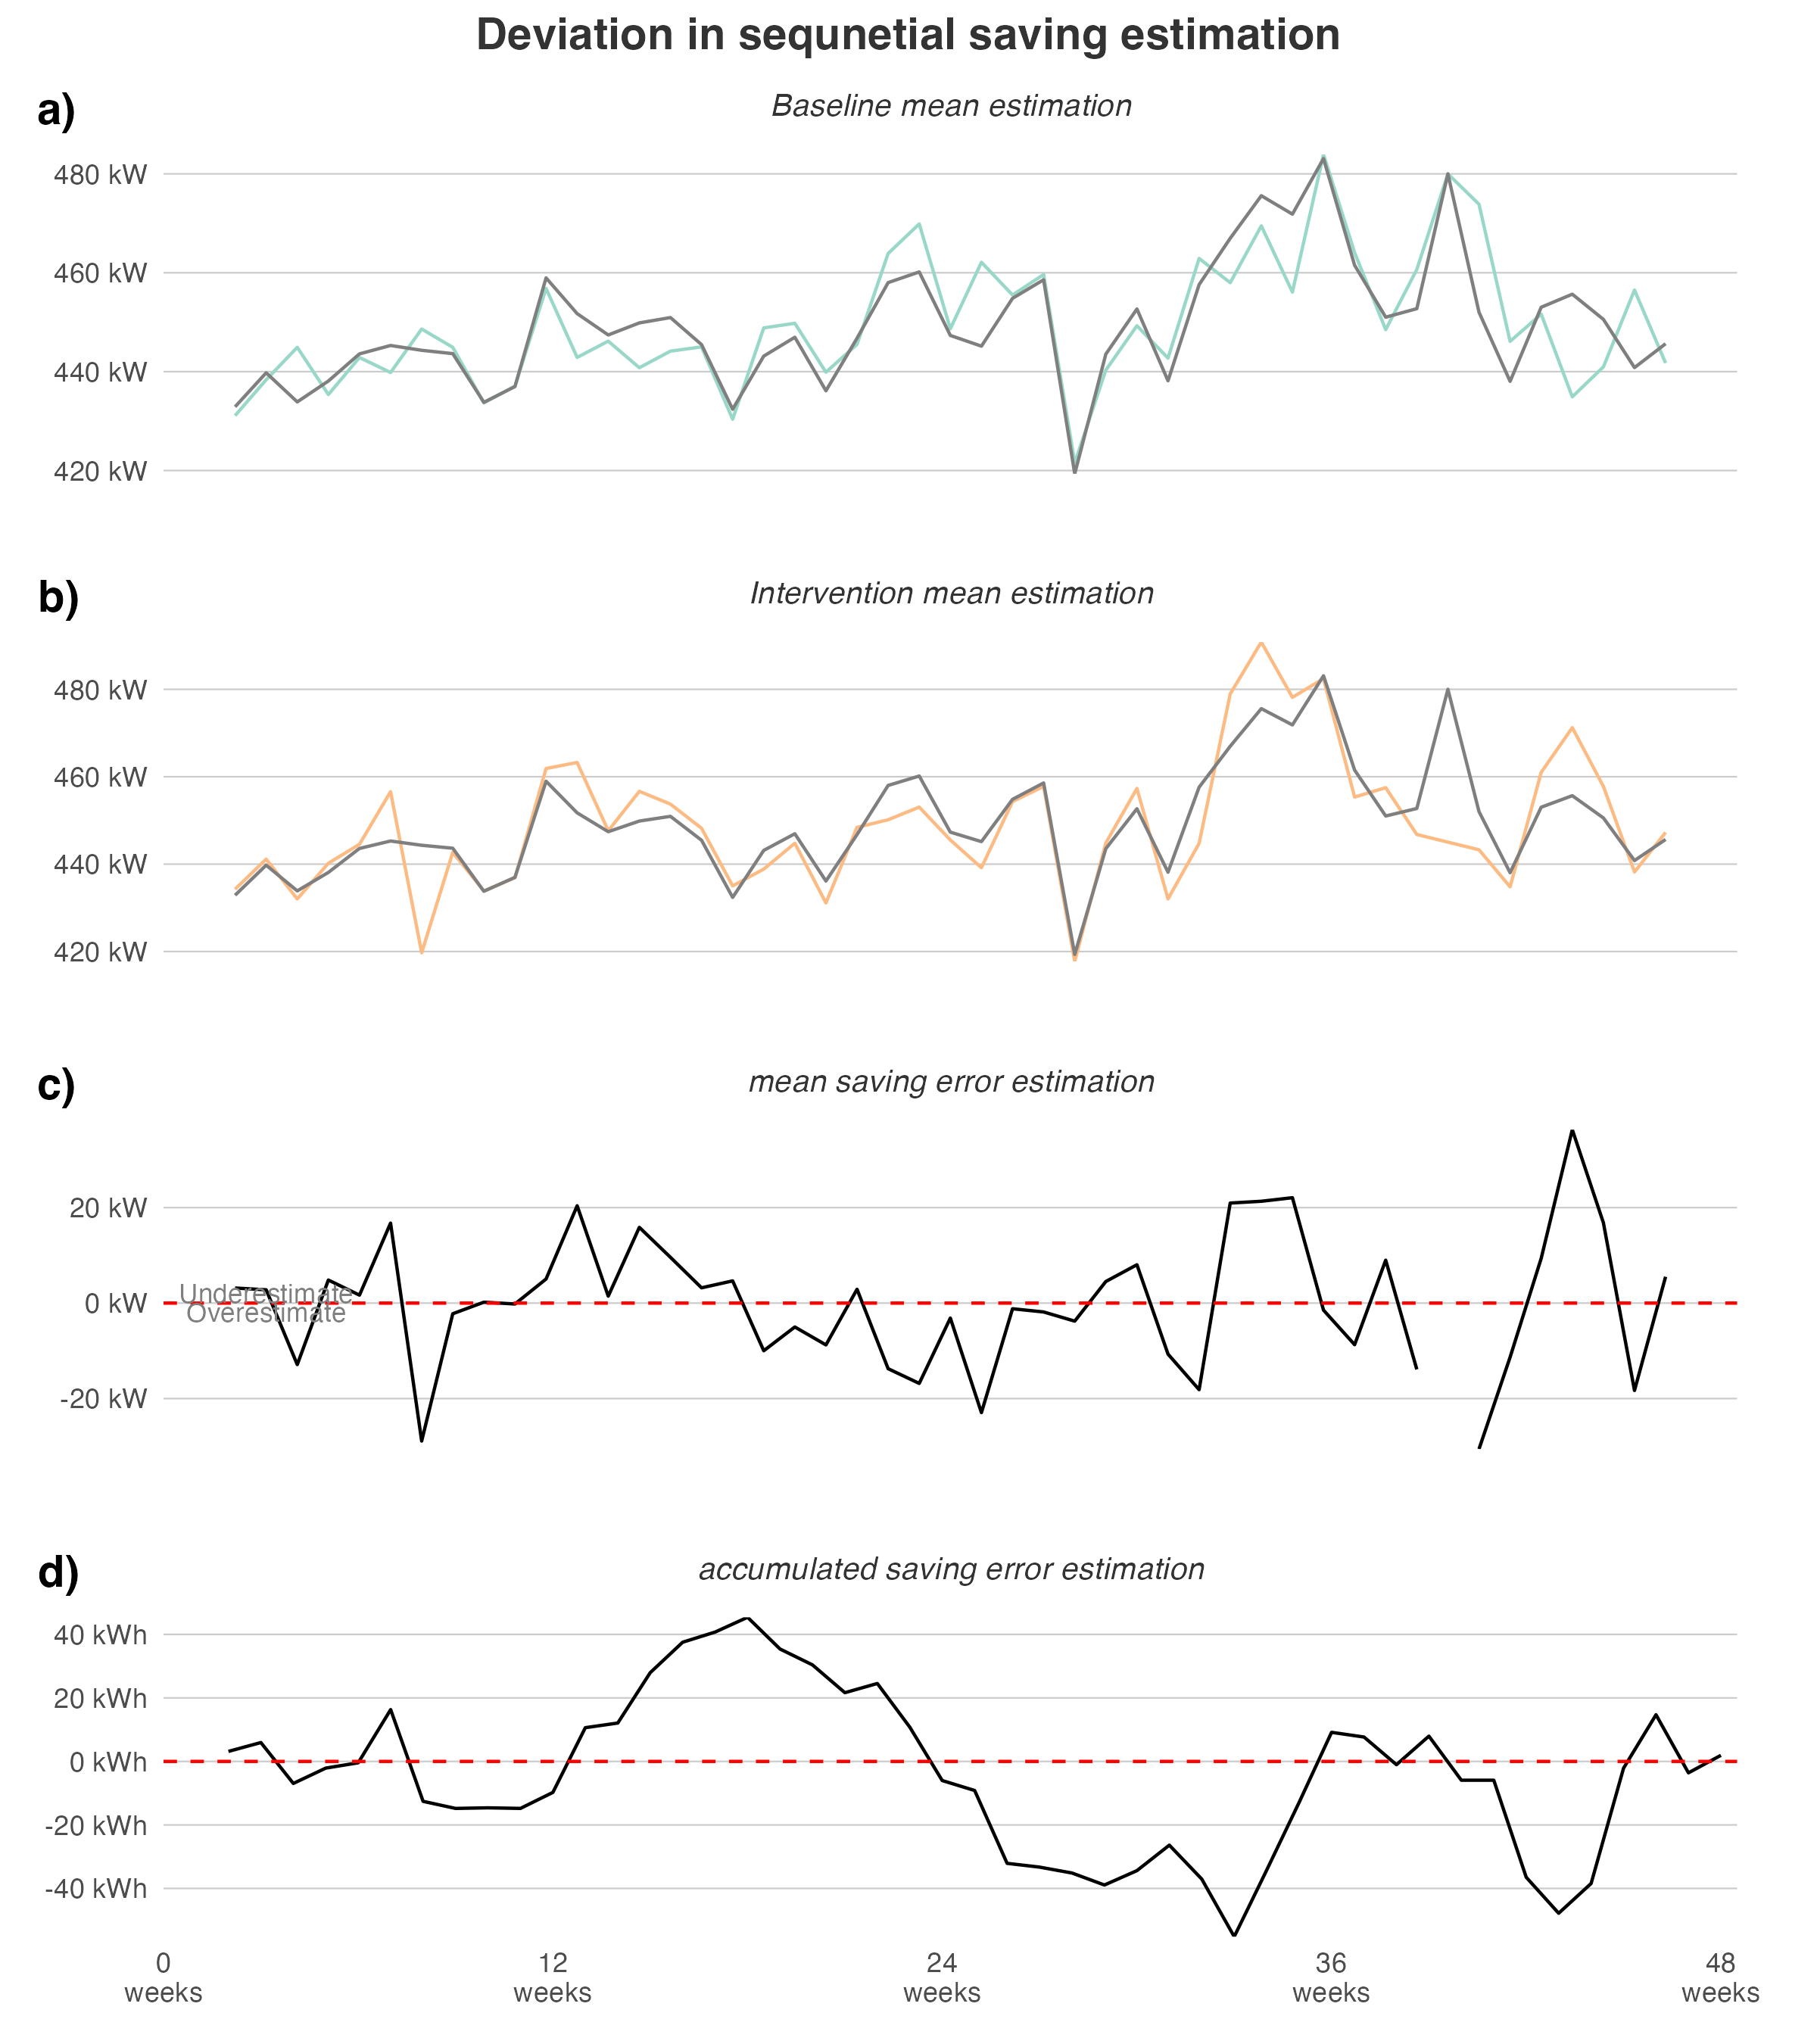 Deviation in sequnetial saving estimation
a)
Baseline mean estimation
480 kW
460 kW
440 kW
420 kW
b)
Intervention mean estimation
480 kW
460 kW
440 kW
420 kW
c)
mean saving error estimation
20 kW
Underestimate
0 kW
Overestimate
-20 kW
d)
accumulated saving error estimation
40 kWh
20 kWh
0 kWh
-20 kWh
-40 kWh
0 12 24 36 48
weeks weeks weeks weeks weeks